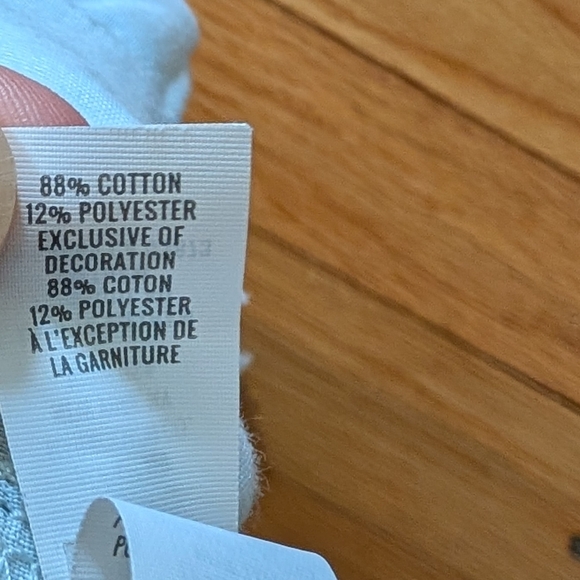 88% COTTON
12% POLYESTER
EXCLUSIVE OF
DECORATION
88% COTON
12% POLYESTER
À L'EXCEPTION DE
LA GARNITURE